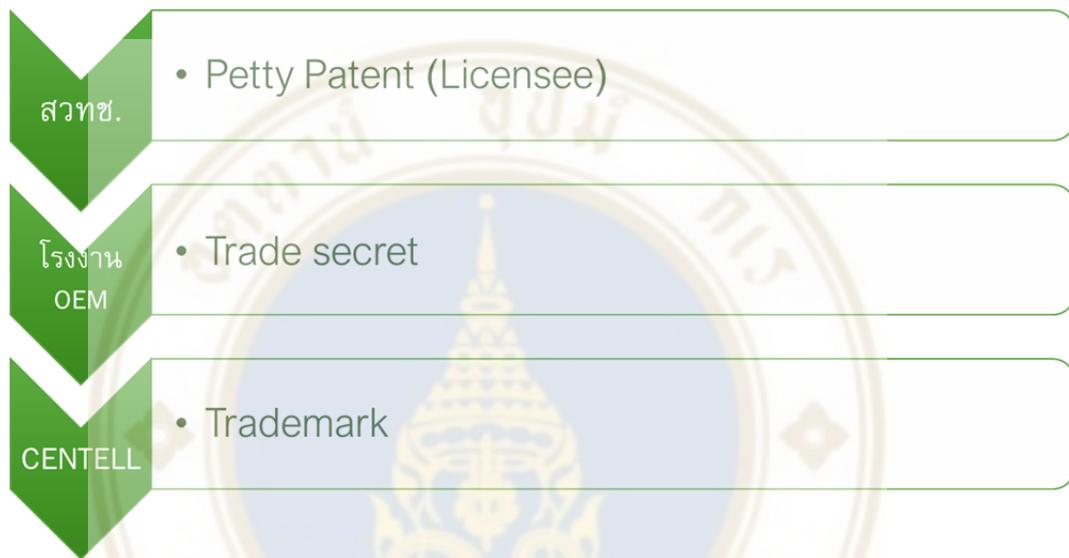 สวทช.
• Petty Patent (Licensee)
โรงงาน
OEM
• Trade secret
CENTELL
• Trademark